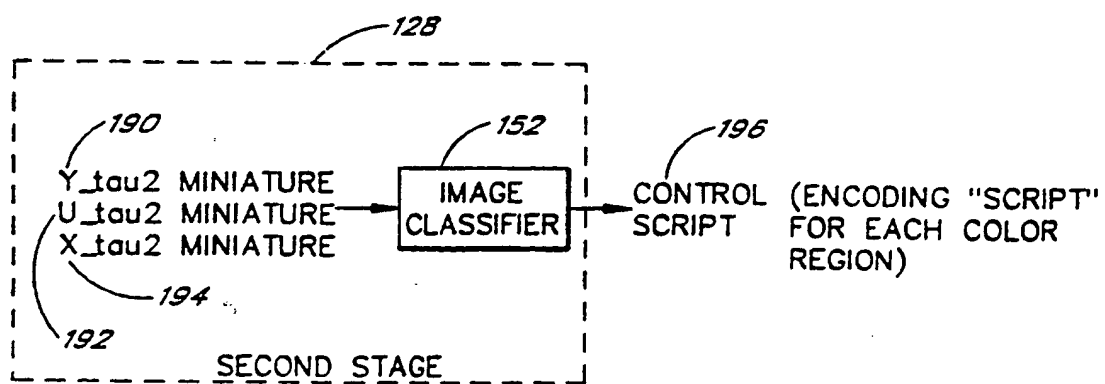 128
190
152
196
Y_tau2 MINIATURE
U_tau2 MINIATURE
X_tau2 MINIATURE
IMAGE
CLASSIFIER
CONTROL
SCRIPT
(ENCODING "SCRIPT"
FOR EACH COLOR
REGION)
194
192
SECOND STAGE